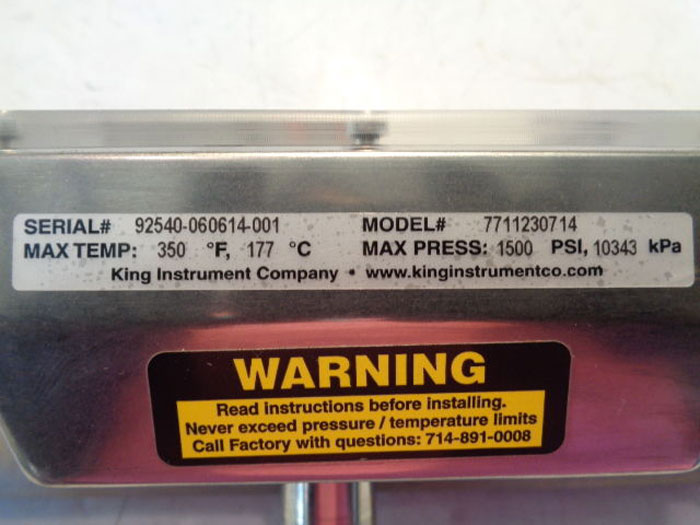 SERIAL# 92540-060614-001 MODEL# 7711230714
MAX TEMP: 350 °F, 177 °C MAX PRESS: 1500 PSI, 10343 kPa
King Instrument Company • www.kinginstrumentco.com
WARNING
Read instructions before installing.
Never exceed pressure / temperature limits
Call Factory with questions: 714-891-0008